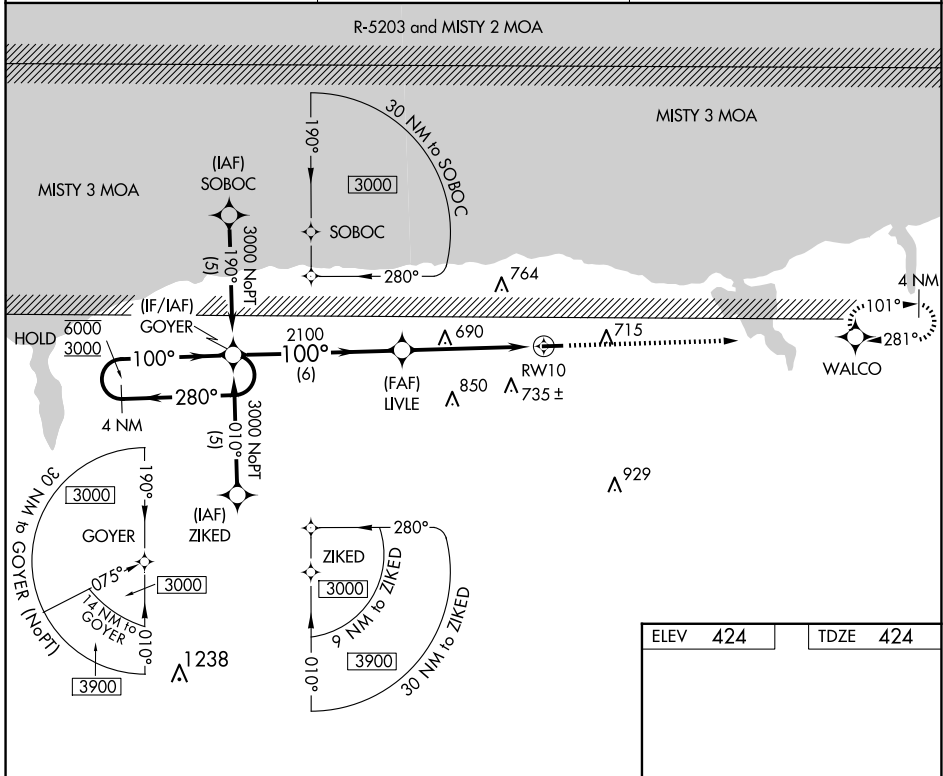 R-5203 and MISTY 2 MOA
MISTY 3 MOA
MISTY 3 MOA
190°
30 NM to SOBOC
3000
SOBOC
280°
(IAF)
SOBOC
3000 NoPT
190°
(5)
764
4 NM
101°
281°
WALCO
HOLD
6000
3000
(IF/IAF)
GOYER
100°
280°
4 NM
2100
100°
(6)
690
715
RW10
(FAF)
LIVLE
850
735 ±
3000 NoPT
010°
(5)
(IAF)
ZIKED
929
30 NM to GOYER (NoPT)
3000
190°
GOYER
075°
3000
14 NM to
GOYER
010°
3900
1238
280°
ZIKED
3000
9 NM to ZIKED
010°
3900
30 NM to ZIKED
ELEV 424
TDZE 424